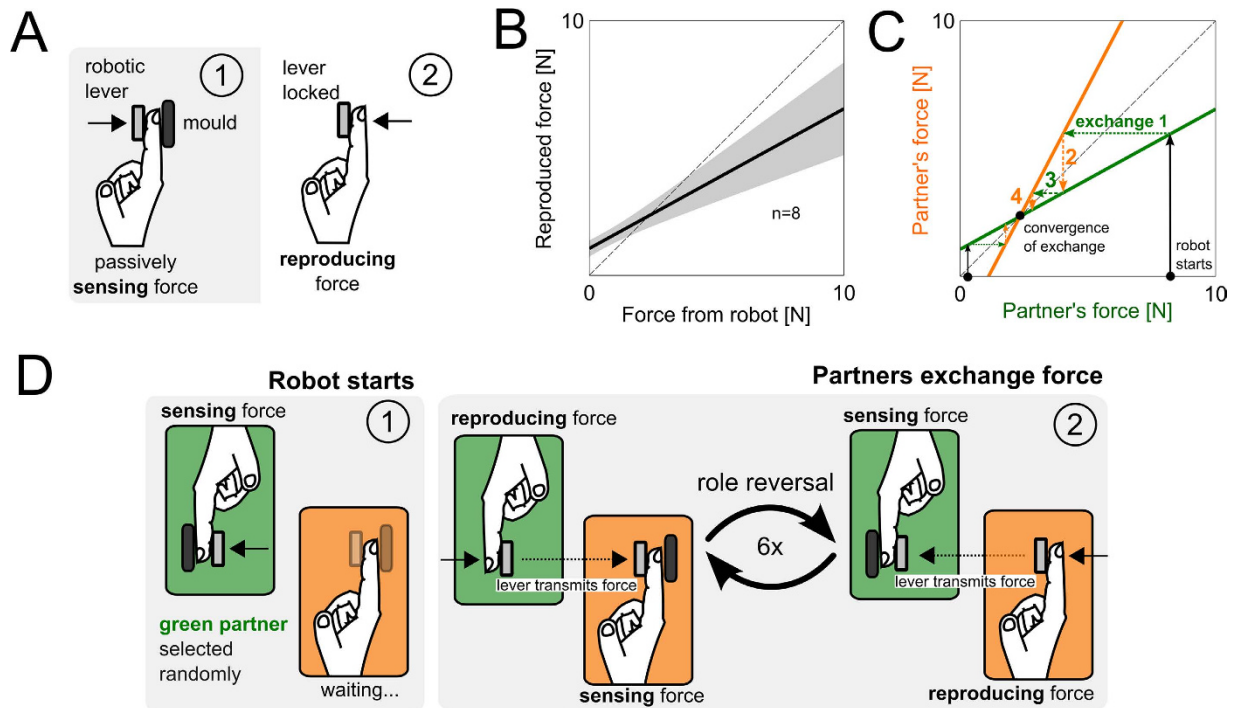 A
robotic
lever
1
mould
passively
sensing force
lever
locked
2
reproducing
force
B
Reproduced force [N]
10
n=8
0
10
Force from robot [N]
C
Partner's force [N]
10
exchange 1
2
3
4
convergence
of exchange
robot
starts
0
10
Partner's force [N]
D
Robot starts
sensing force
1
green partner
selected
randomly
waiting...
Partners exchange force
reproducing force
lever transmits force
sensing force
role reversal
6x
sensing force
2
lever transmits force
reproducing force